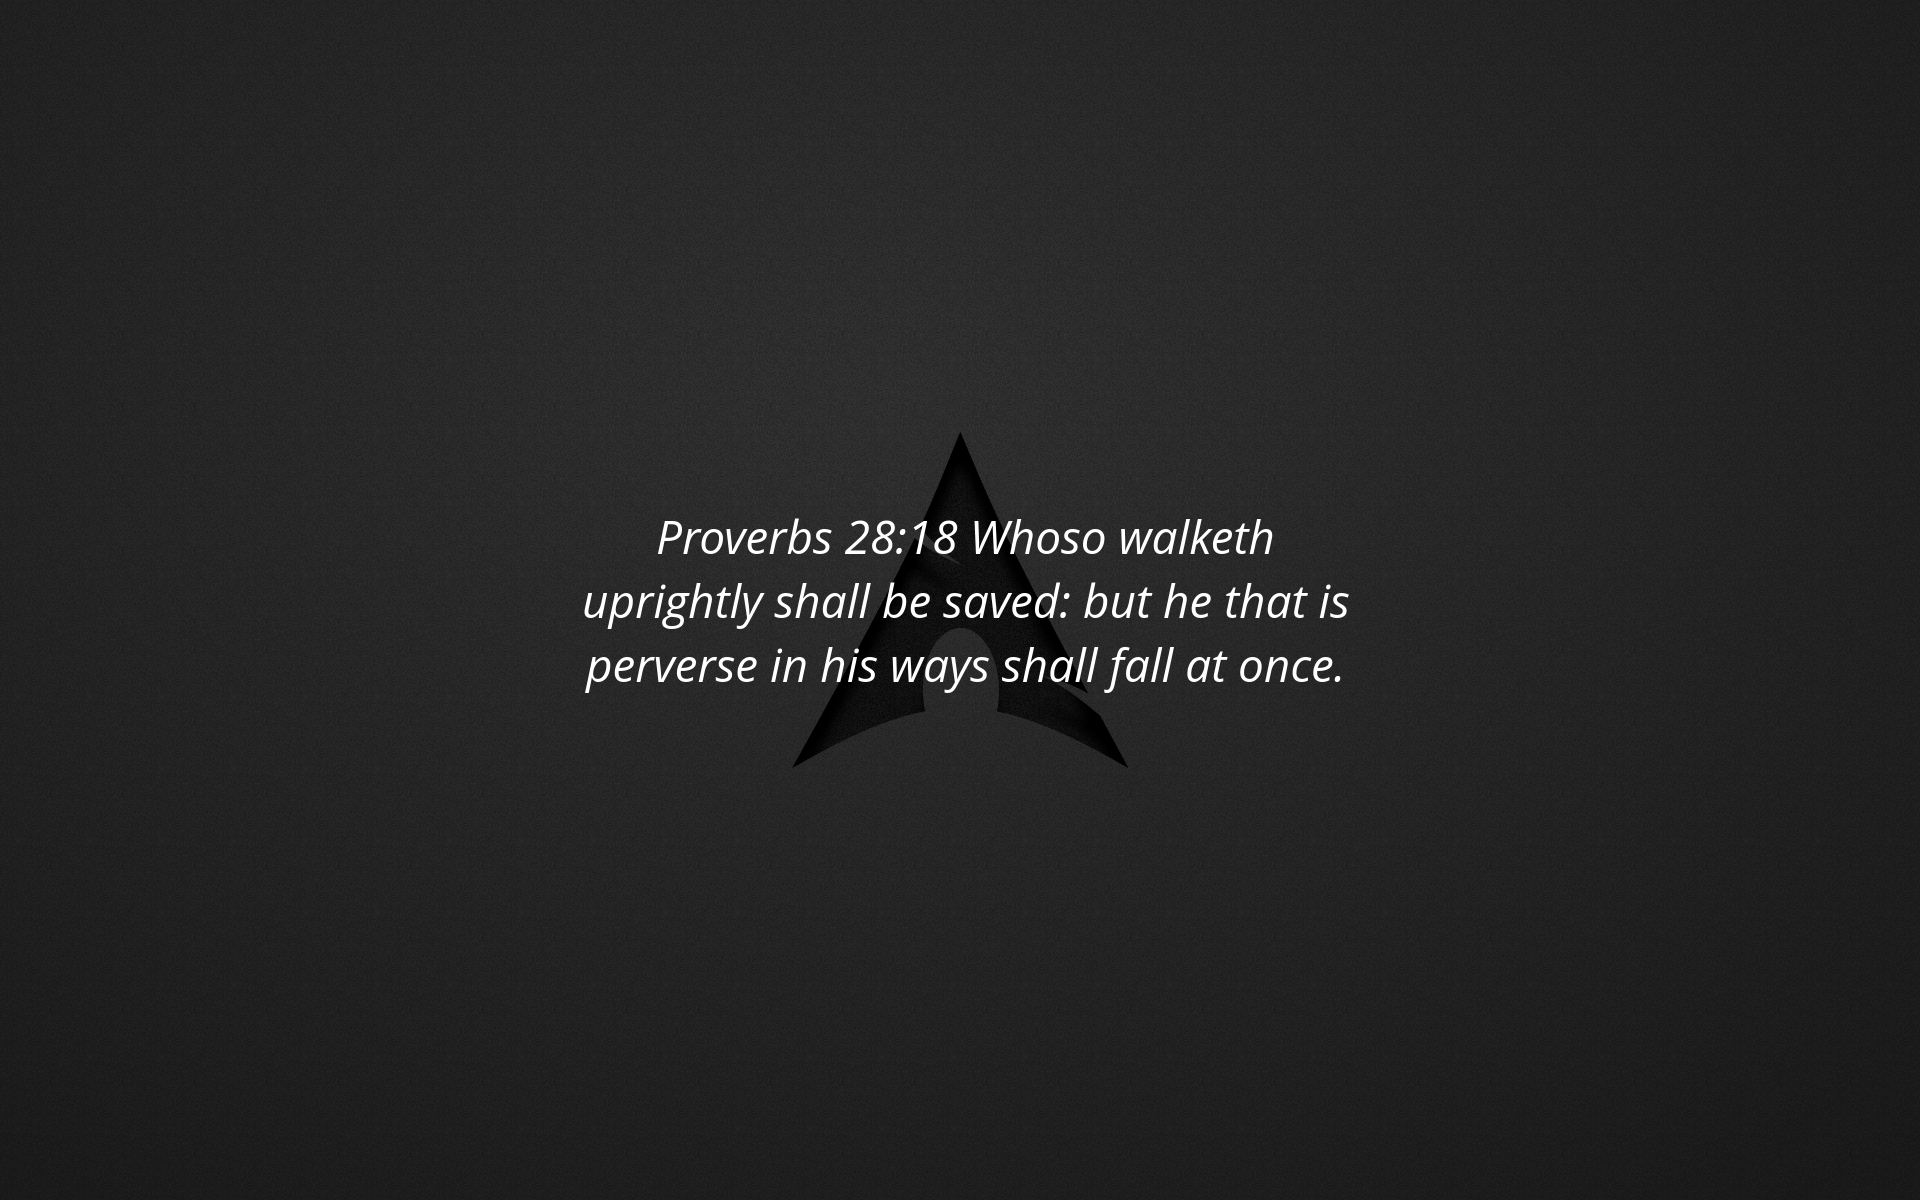 Proverbs 28:18 Whoso walketh
uprightly shall be saved: but he that is
perverse in his ways shall fall at once.